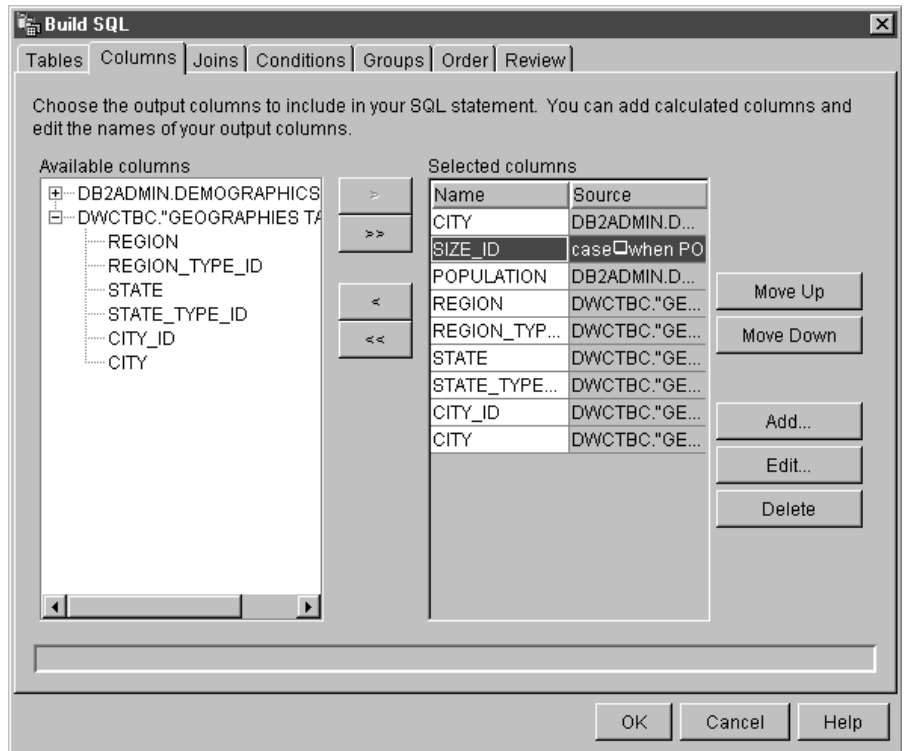 Build SQL
Tables Columns Joins Conditions Groups Order Review
Choose the output columns to include in your SQL statement. You can add calculated columns and
edit the names of your output columns.
Available columns
DB2ADMIN.DEMOGRAPHICS
DWCTBC."GEOGRAPHIES TA
REGION
REGION_TYPE_ID
STATE
STATE_TYPE_ID
CITY_ID
CITY
>
>>
<
<<
Selected columns
Name Source
CITY DB2ADMIN.D...
SIZE_ID case□when PO
POPULATION DB2ADMIN.D...
REGION DWCTBC."GE...
REGION_TYP... DWCTBC."GE...
STATE DWCTBC."GE...
STATE_TYPE... DWCTBC."GE...
CITY_ID DWCTBC."GE...
CITY DWCTBC."GE...
Move Up
Move Down
Add...
Edit...
Delete
OK Cancel Help